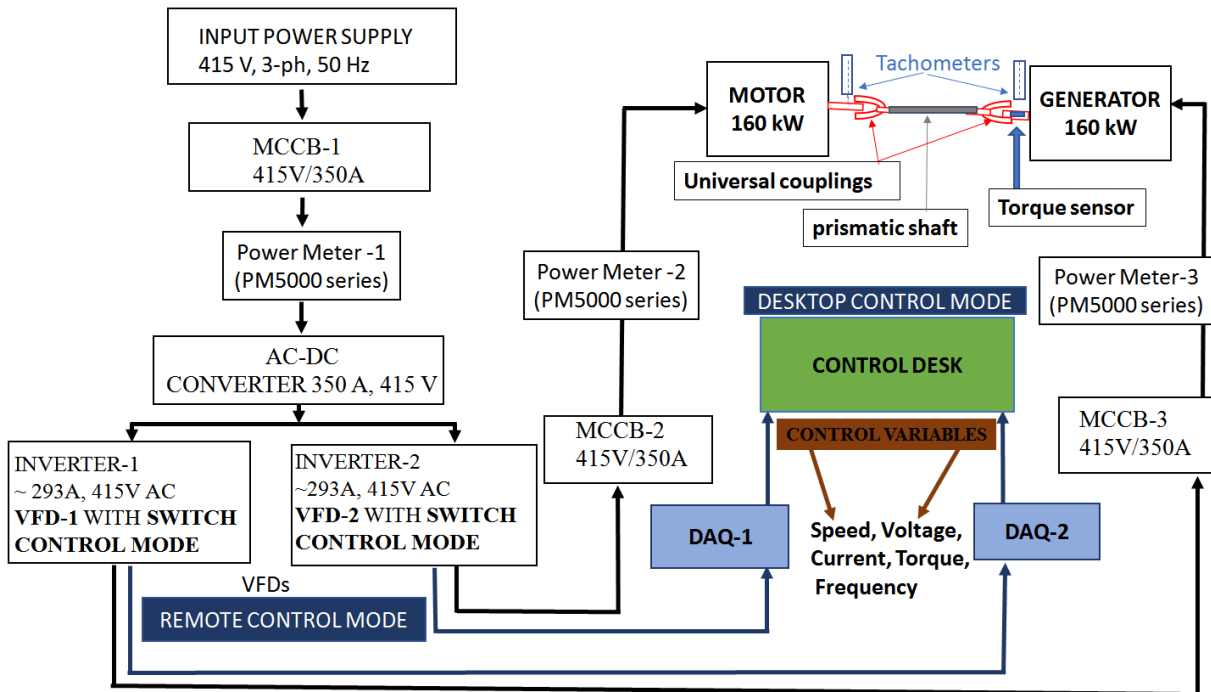 INPUT POWER SUPPLY
415 V, 3-ph, 50 Hz
MCCB-1
415V/350A
Power Meter -1
(PM5000 series)
AC-DC
CONVERTER 350 A, 415 V
INVERTER-1
~ 293A, 415V AC
VFD-1 WITH SWITCH
CONTROL MODE
INVERTER-2
~293A, 415V AC
VFD-2 WITH SWITCH
CONTROL MODE
VFDs
REMOTE CONTROL MODE
MCCB-2
415V/350A
Power Meter -2
(PM5000 series)
MOTOR
160 kW
Tachometers
GENERATOR
160 kW
Universal couplings
prismatic shaft
Torque sensor
Power Meter-3
(PM5000 series)
MCCB-3
415V/350A
DESKTOP CONTROL MODE
CONTROL DESK
CONTROL VARIABLES
DAQ-1
Speed, Voltage,
Current, Torque,
Frequency
DAQ-2